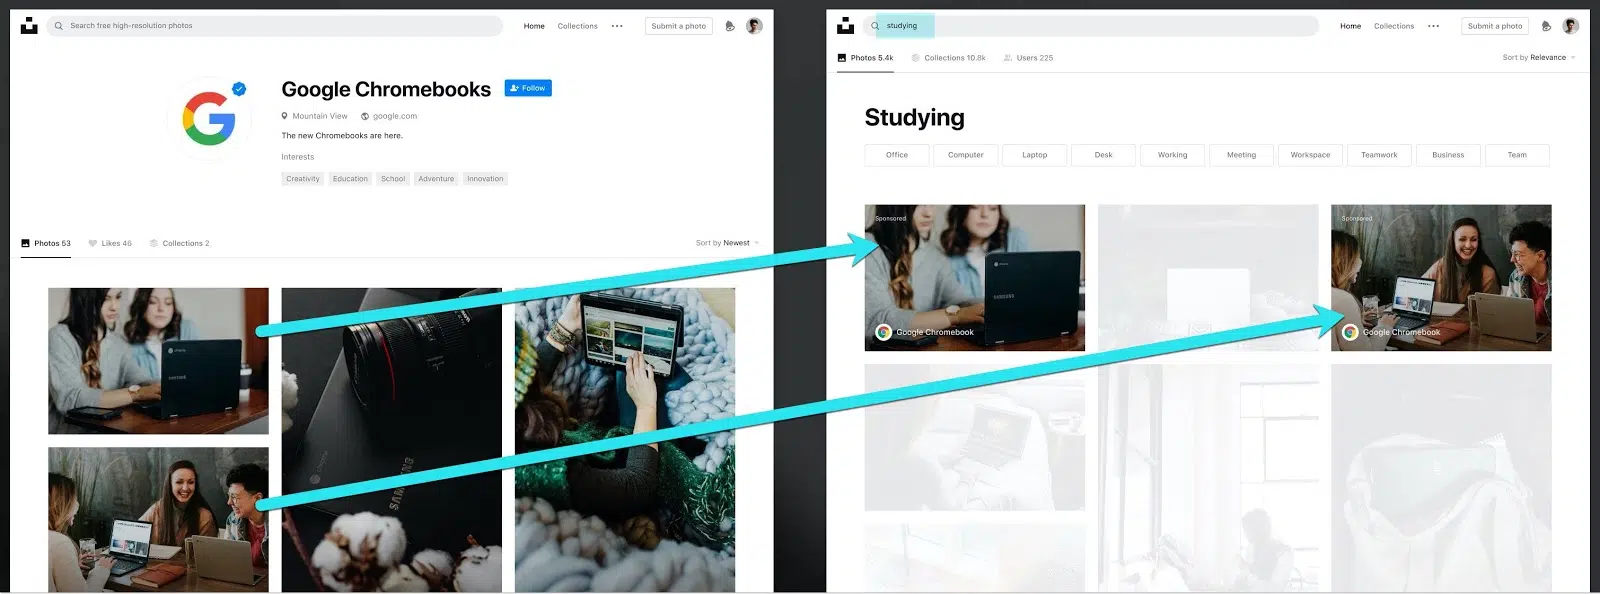 Search free high-resolution photos
Home
Collections
Submit a photo
Google Chromebooks
Follow
Mountain View
google.com
The new Chromebooks are here.
Interests
Creativity
Education
School
Adventure
Innovation
Photos 53
Likes 46
Collections 2
Sort by Newest
SAMSUNG
SAMSUNG
studying
Home
Collections
Submit a photo
Photos 5.4k
Collections 10.8k
Users 225
Sort by Relevance
Studying
Office
Computer
Laptop
Desk
Working
Meeting
Workspace
Teamwork
Business
Team
Sponsored
SAMSUNG
Google Chromebook
Sponsored
Google Chromebook